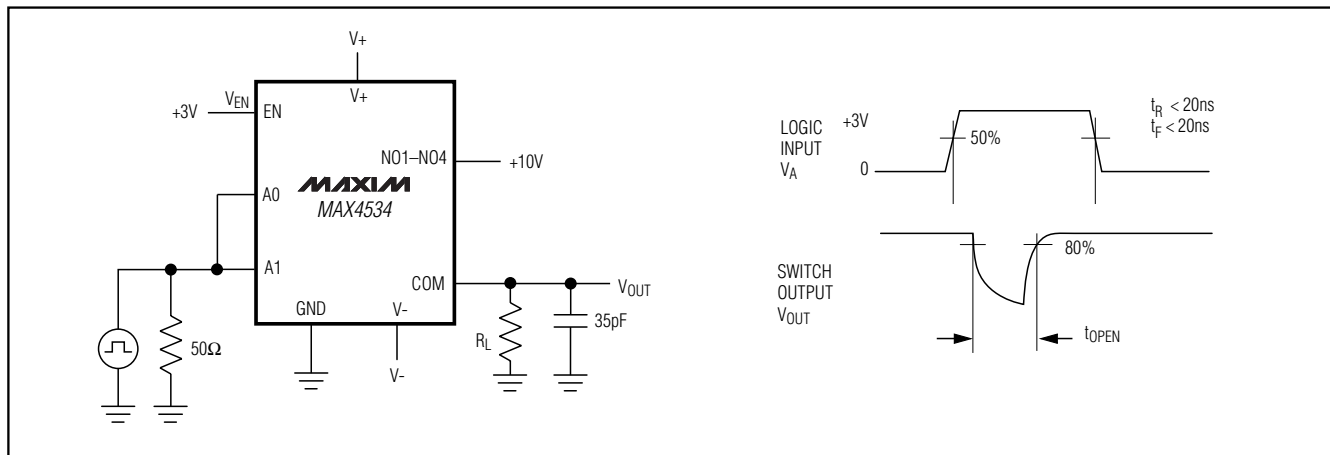 V+
V+
+3V
VEN
EN
NO1–NO4
+10V
A0
MAXIM
MAX4534
A1
COM
VOUT
GND
V-
V-
50Ω
RL
35pF
LOGIC
INPUT
VA
+3V
0
50%
tR < 20ns
tF < 20ns
SWITCH
OUTPUT
VOUT
80%
tOPEN